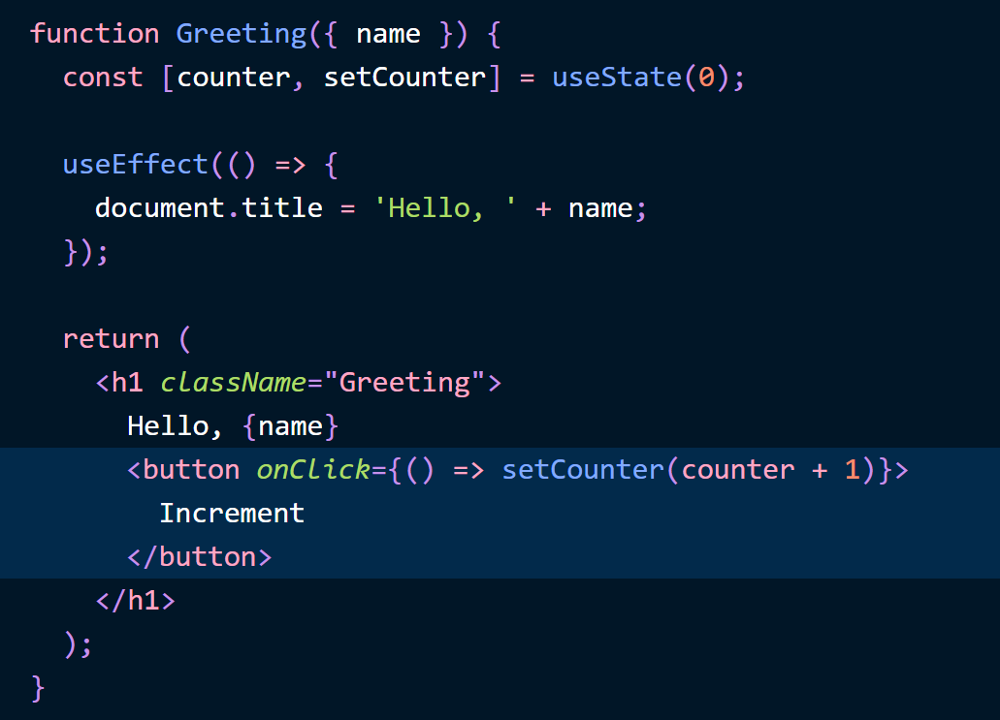 function Greeting({ name }) {
  const [counter, setCounter] = useState(0);

  useEffect(() => {
    document.title = 'Hello, ' + name;
  });

  return (
    <h1 className="Greeting">
      Hello, {name}
      <button onClick={() => setCounter(counter + 1)}>
        Increment
      </button>
    </h1>
  );
}